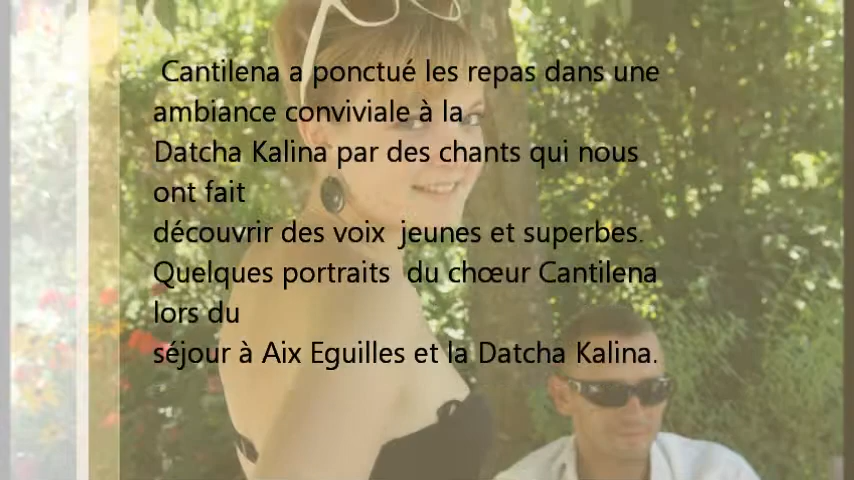 Cantilena a ponctué les repas dans une
ambiance conviviale à la
Datcha Kalina par des chants qui nous
ont fait
découvrir des voix jeunes et superbes.
Quelques portraits du chœur Cantilena
lors du
séjour à Aix Eguilles et la Datcha Kalina.